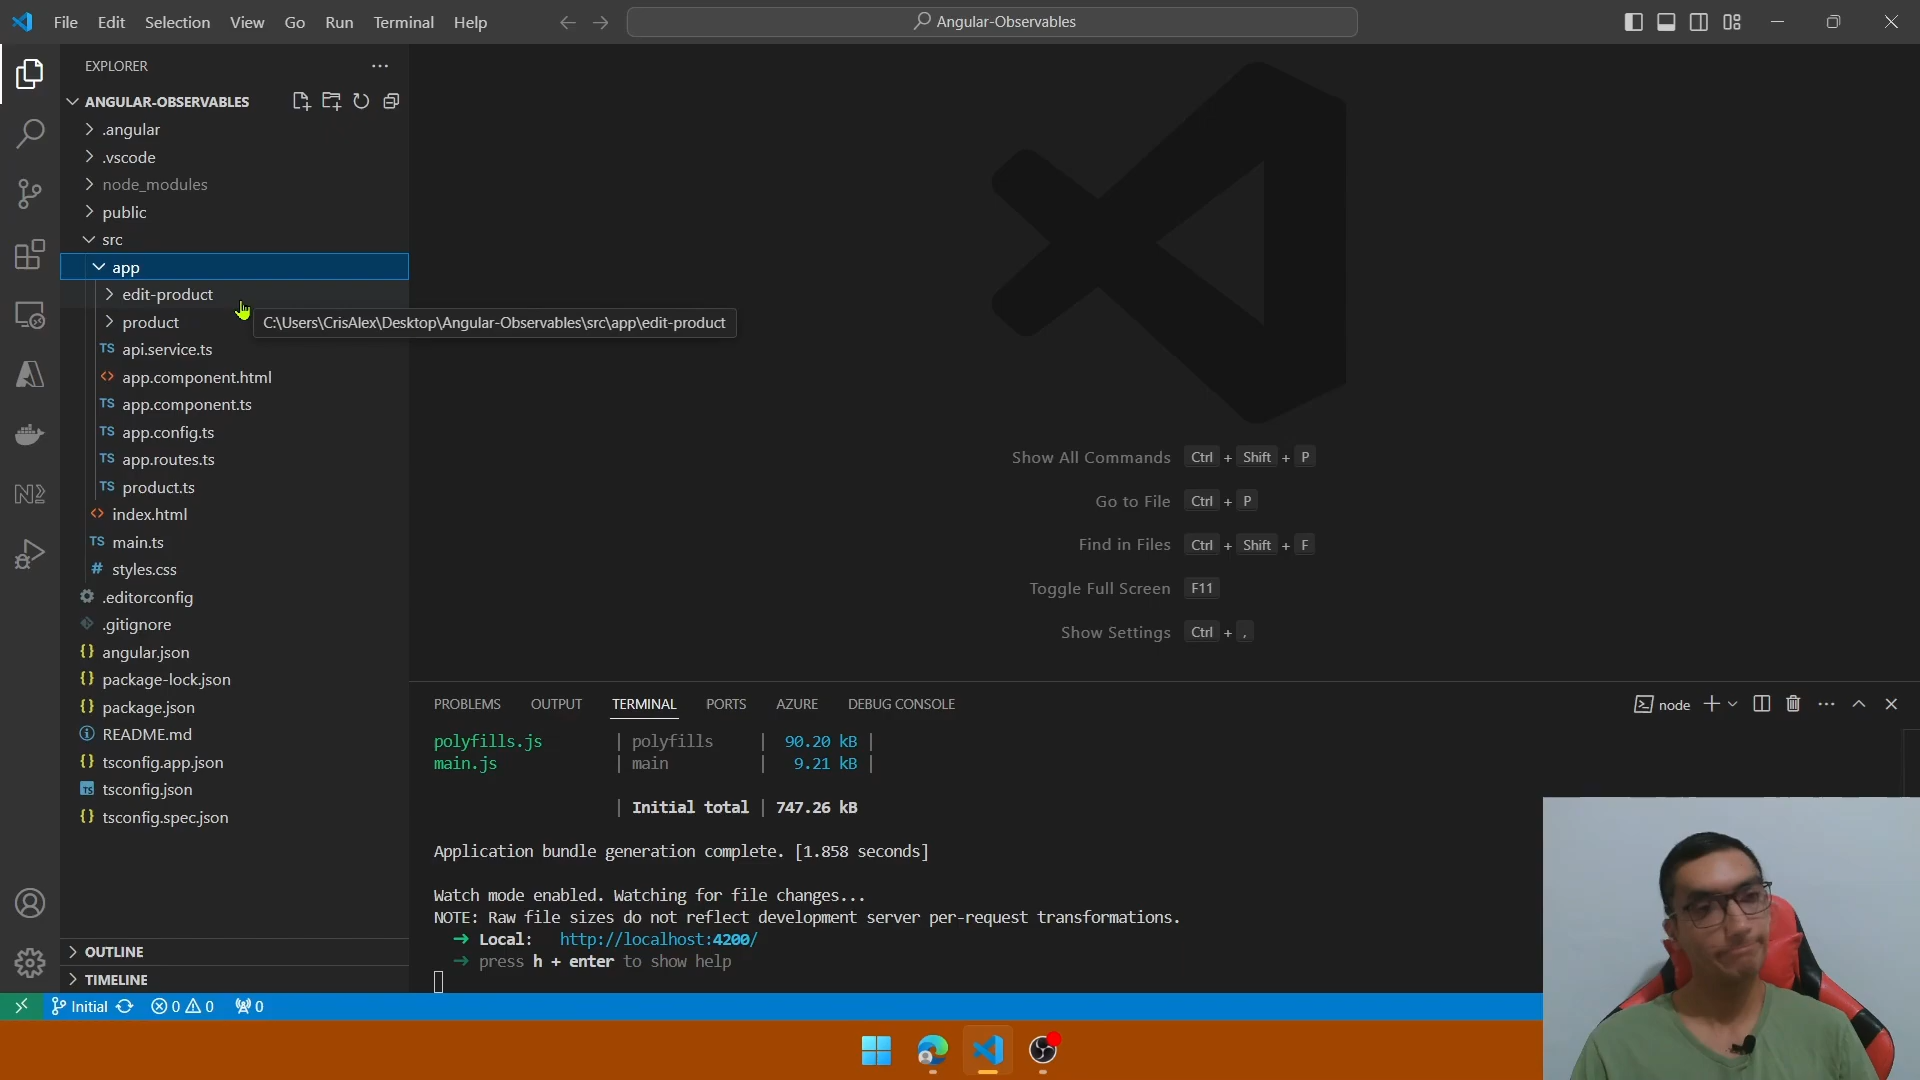 File Edit Selection View Go Run Terminal Help
Angular-Observables
EXPLORER
ANGULAR-OBSERVABLES
.angular
.vscode
node_modules
public
src
app
edit-product
product
C:\Users\CrisAlex\Desktop\Angular-Observables\src\app\edit-product
TS api.service.ts
<> app.component.html
TS app.component.ts
TS app.config.ts
TS app.routes.ts
TS product.ts
<> index.html
TS main.ts
# styles.css
.editorconfig
.gitignore
{} angular.json
{} package-lock.json
{} package.json
README.md
{} tsconfig.app.json
TS tsconfig.json
{} tsconfig.spec.json
OUTLINE
TIMELINE
Show All Commands Ctrl + Shift + P
Go to File Ctrl + P
Find in Files Ctrl + Shift + F
Toggle Full Screen F11
Show Settings Ctrl + ,
PROBLEMS OUTPUT TERMINAL PORTS AZURE DEBUG CONSOLE
node
polyfills.js | polyfills | 90.20 kB |
main.js | main | 9.21 kB |
| Initial total | 747.26 kB
Application bundle generation complete. [1.858 seconds]
Watch mode enabled. Watching for file changes...
NOTE: Raw file sizes do not reflect development server per-request transformations.
➜ Local: http://localhost:4200/
➜ press h + enter to show help
Initial 0 0 0